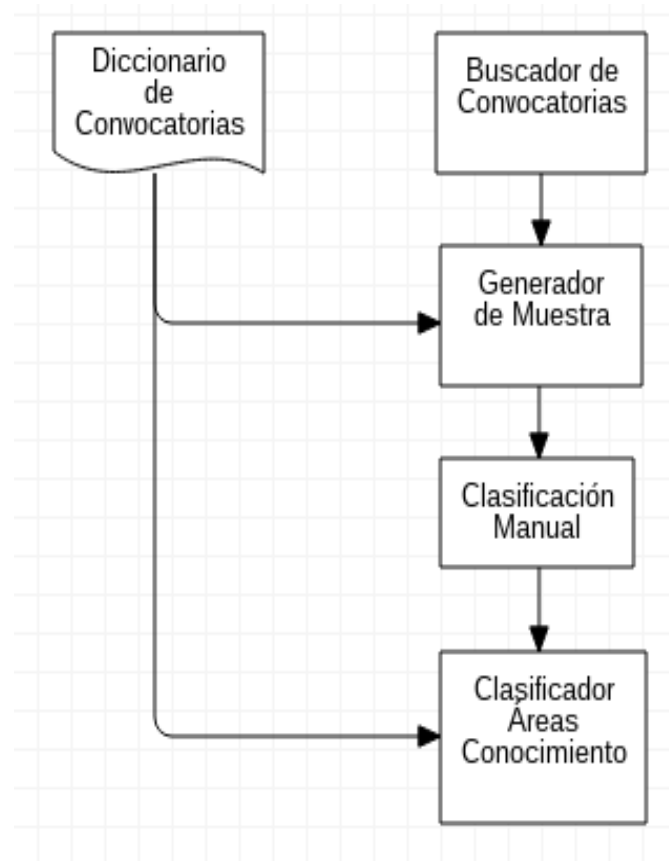 Diccionario
de
Convocatorias
Buscador de
Convocatorias
Generador
de Muestra
Clasificación
Manual
Clasificador
Áreas
Conocimiento